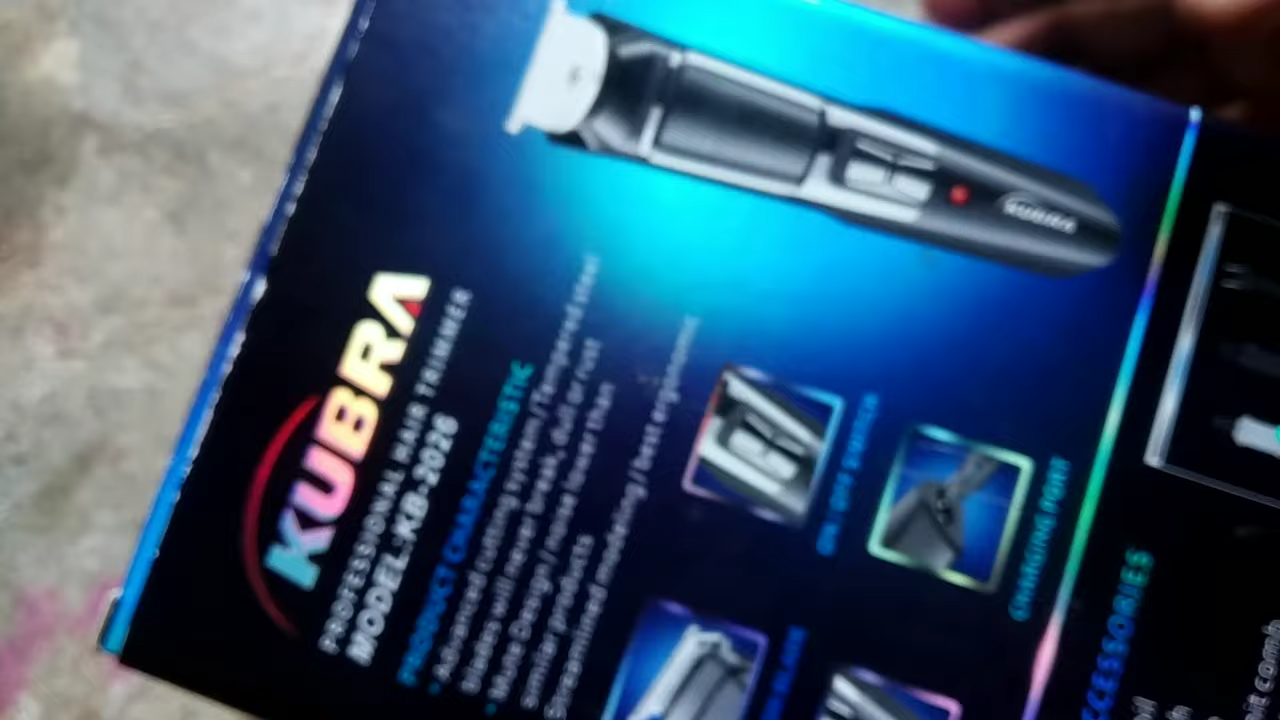 KUBRA
PROFESSIONAL HAIR TRIMMER
MODEL:KB-2026
PRODUCT CHARACTERISTIC
Advanced cutting system/Tempered steel
blades will never break, dull or rust
Mute Design/ noise lower than
similar products
Streamlined modeling/best ergonomic
ON: OFF SWITCH
CHARGING PORT
KUBRA